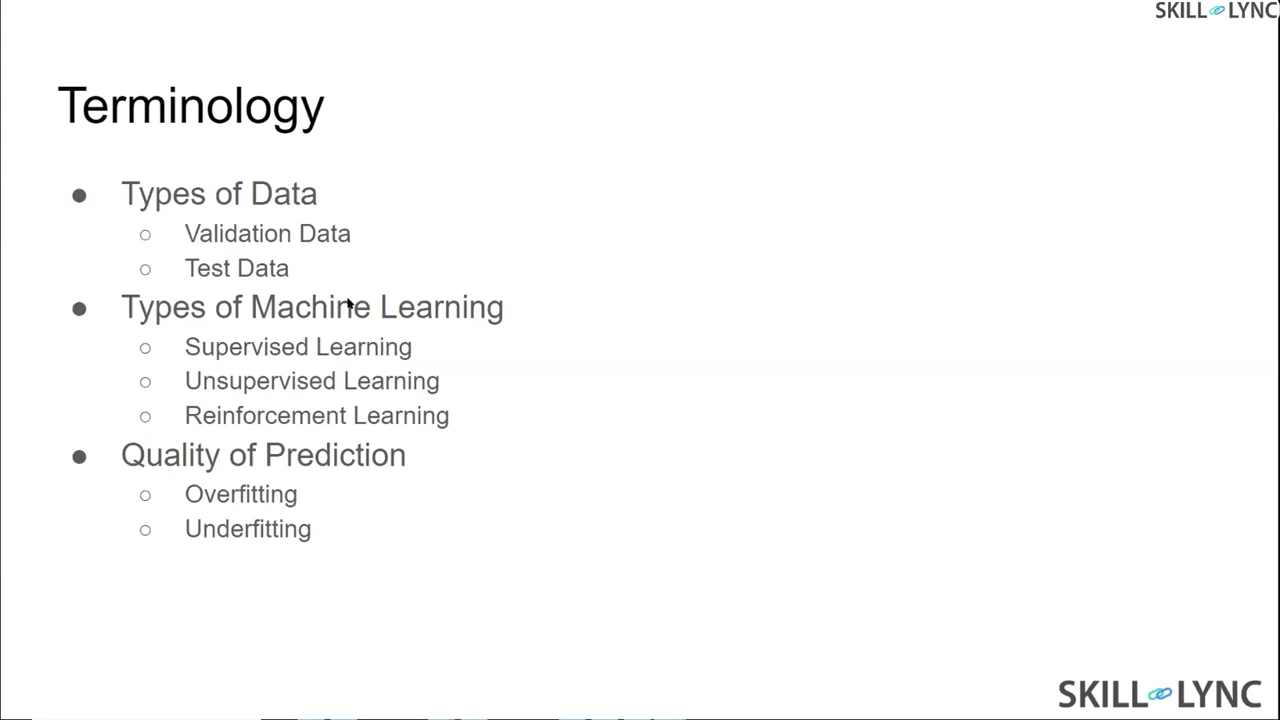 SKILL LYNC
Terminology
● Types of Data
○ Validation Data
○ Test Data
● Types of Machine Learning
○ Supervised Learning
○ Unsupervised Learning
○ Reinforcement Learning
● Quality of Prediction
○ Overfitting
○ Underfitting
SKILL LYNC